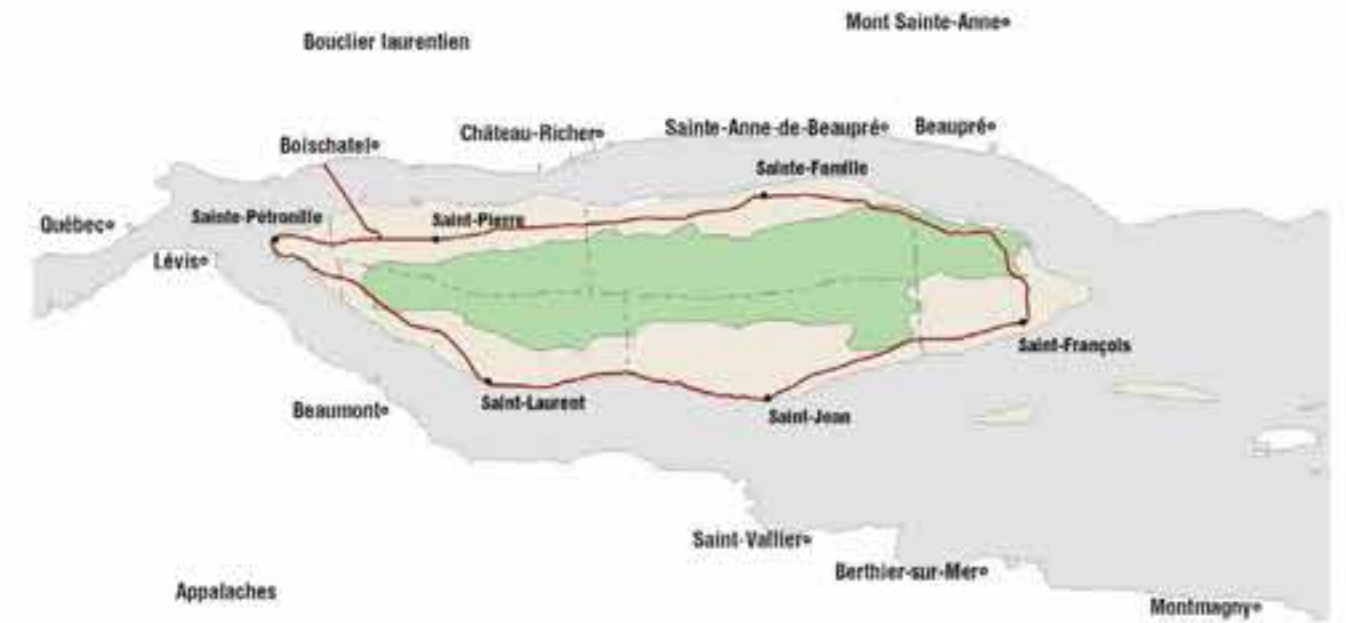 Mont Sainte-Anne
Bouclier laurentien
Château-Richer
Sainte-Anne-de-Beaupré
Beaupré
Boischatel
Sainte-Famille
Sainte-Pétronille
Saint-Pierre
Québec
Lévis
Saint-François
Saint-Laurent
Beaumont
Saint-Jean
Saint-Vallier
Berthier-sur-Mer
Appalaches
Montmagny